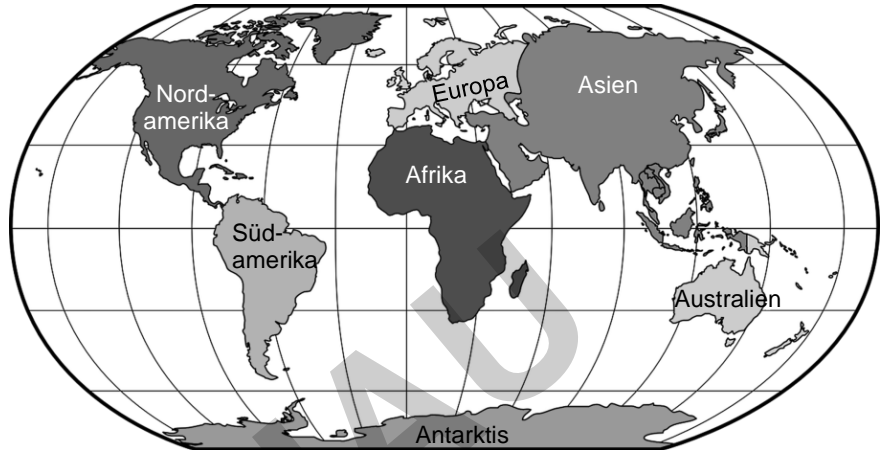 Nord-
amerika
Europa
Asien
Afrika
Süd-
amerika
Australien
Antarktis
AU